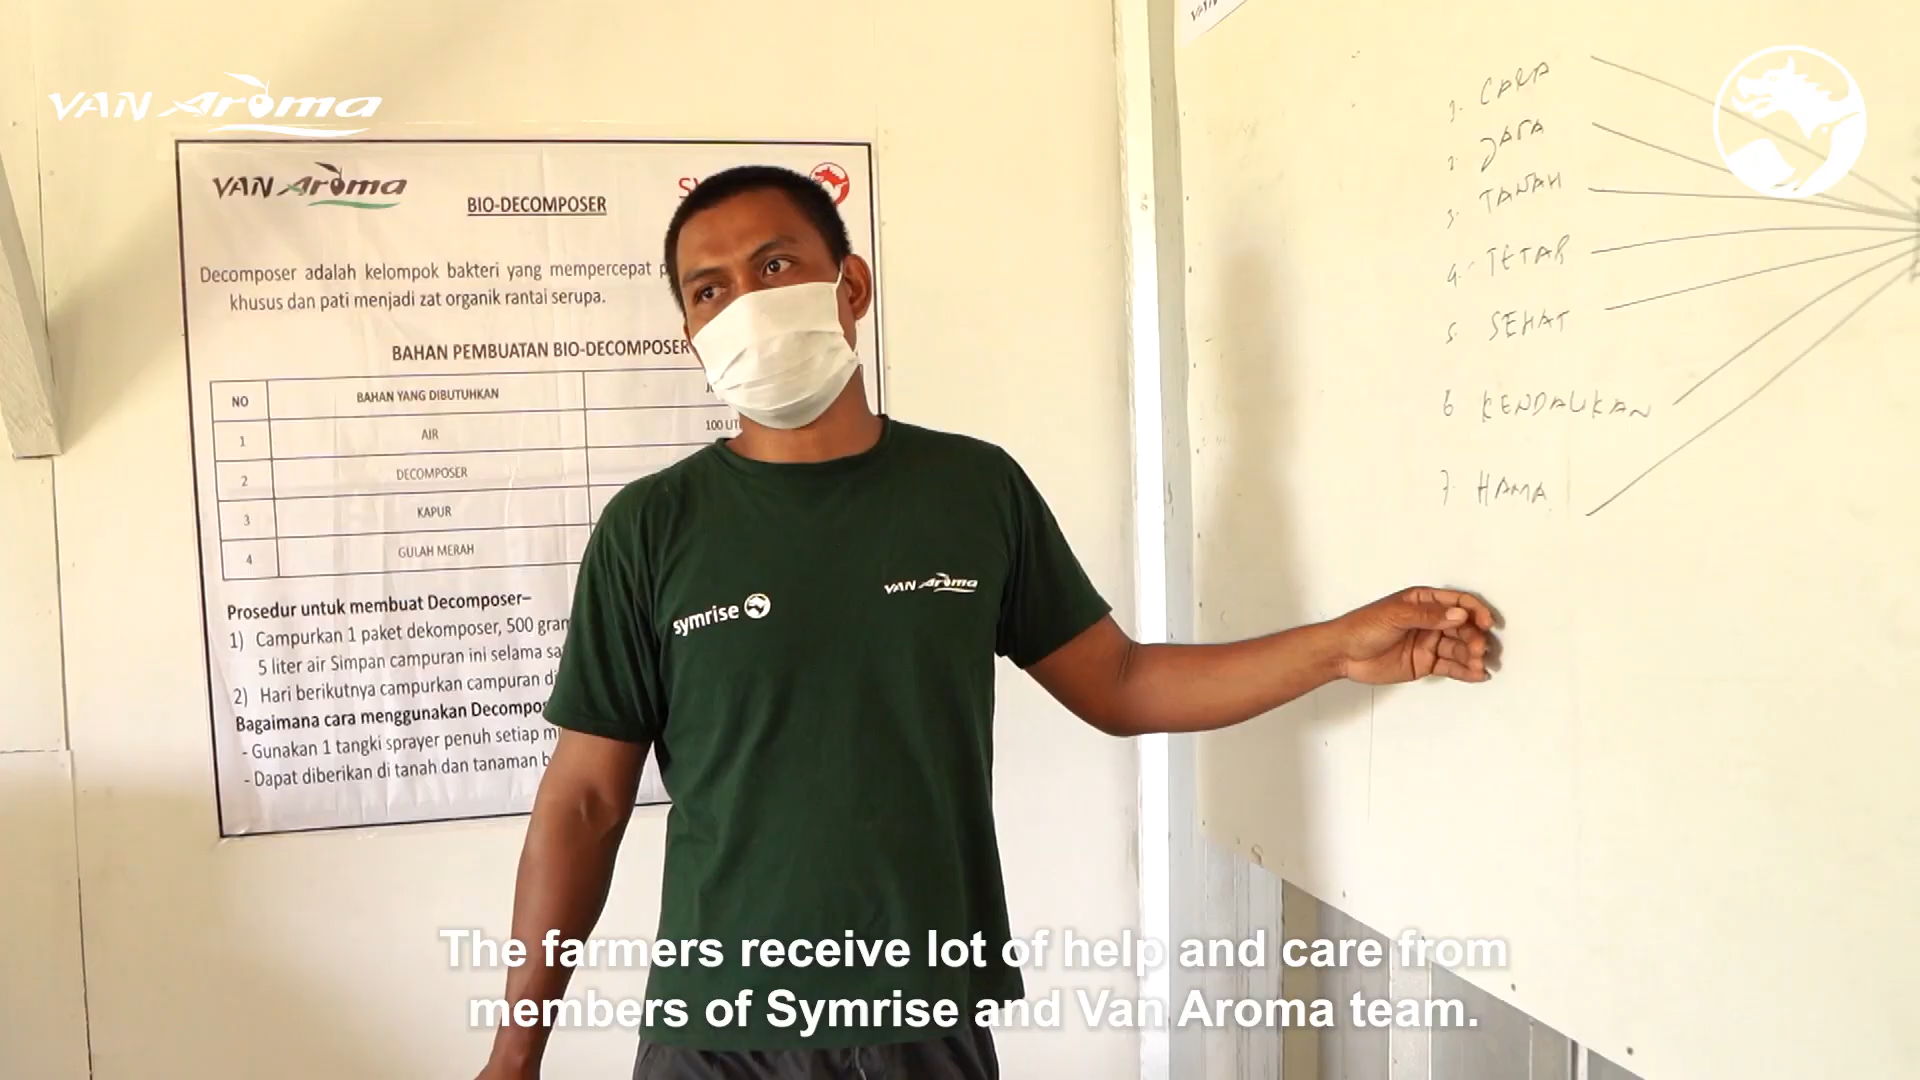 VAN Aroma
VAN Aroma
BIO-DECOMPOSER
Decomposer adalah kelompok bakteri yang mempercepat
khusus dan pati menjadi zat organik rantai serupa.
BAHAN PEMBUATAN BIO-DECOMPOSER
NO BAHAN YANG DIBUTUHKAN
1 AIR 100
2 DECOMPOSER
3 KAPUR
4 GULAH MERAH
Prosedur untuk membuat Decomposer–
1) Campurkan 1 paket dekomposer, 500 gram
5 liter air Simpan campuran ini selama
2) Hari berikutnya campurkan campuran
Bagaimana cara menggunakan
- Gunakan 1 tangki sprayer penuh setiap
- Dapat diberikan di tanah dan tanaman
symrise
VAN Aroma
1. CARA
2. JAGA
3. TANAH
4. TETAP
5. SEHAT
6 KENDALIKAN
7. HAMA
The farmers receive lot of help and care from
members of Symrise and Van Aroma team.